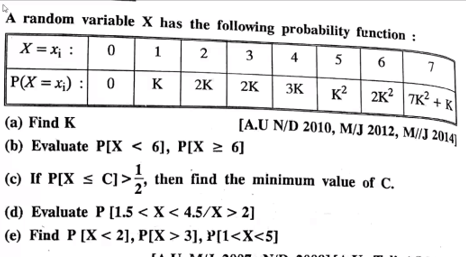 A random variable X has the following probability function :
X = xᵢ : 0 1 2 3 4 5 6 7
P(X = xᵢ) : 0 K 2K 2K 3K K² 2K² 7K² + K
(a) Find K [A.U N/D 2010, M/J 2012, M//J 2014]
(b) Evaluate P[X < 6], P[X ≥ 6]
(c) If P[X ≤ C] > 1/2, then find the minimum value of C.
(d) Evaluate P [1.5 < X < 4.5/X > 2]
(e) Find P [X < 2], P[X > 3], P[1<X<5]